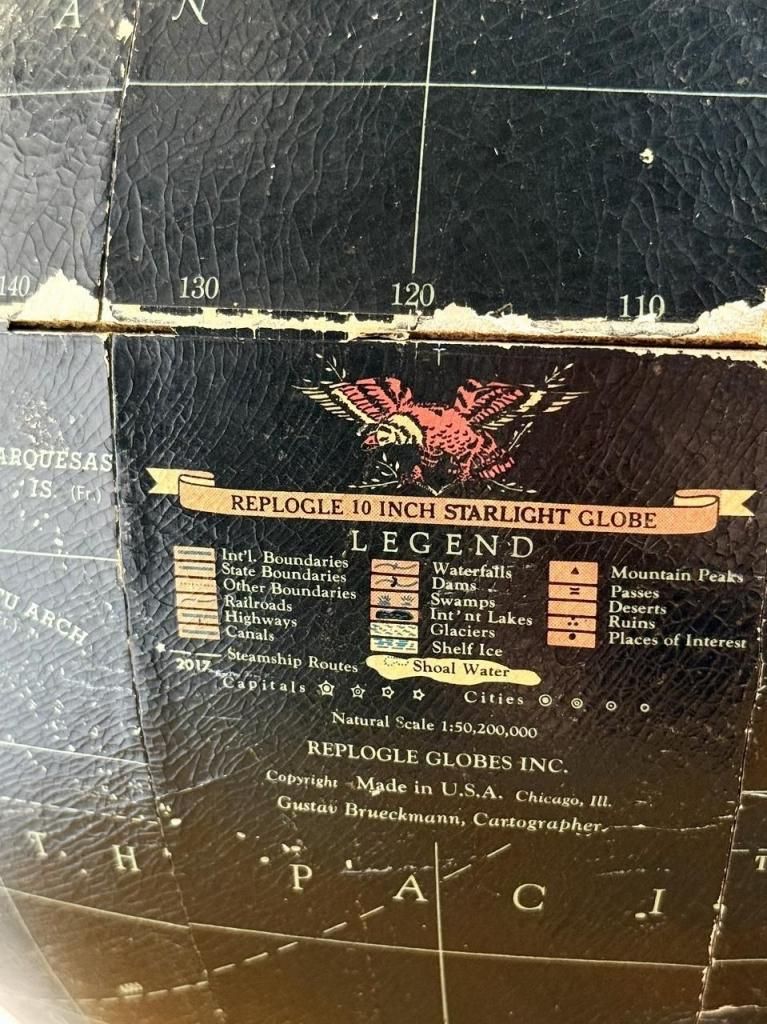 A N
140 130 120 110
ARQUESAS
IS. (Fr.)
U ARCH
REPLOGLE 10 INCH STARLIGHT GLOBE
LEGEND
Int'l. Boundaries
State Boundaries
Other Boundaries
Railroads
Highways
Canals
Waterfalls
Dams
Swamps
Int'nt Lakes
Glaciers
Shelf Ice
Mountain Peaks
Passes
Deserts
Ruins
Places of Interest
2017 Steamship Routes
Shoal Water
Capitals
Cities
Natural Scale 1:50,200,000
REPLOGLE GLOBES INC.
Copyright Made in U.S.A. Chicago, Ill.
Gustav Brueckmann, Cartographer
T H P A C I